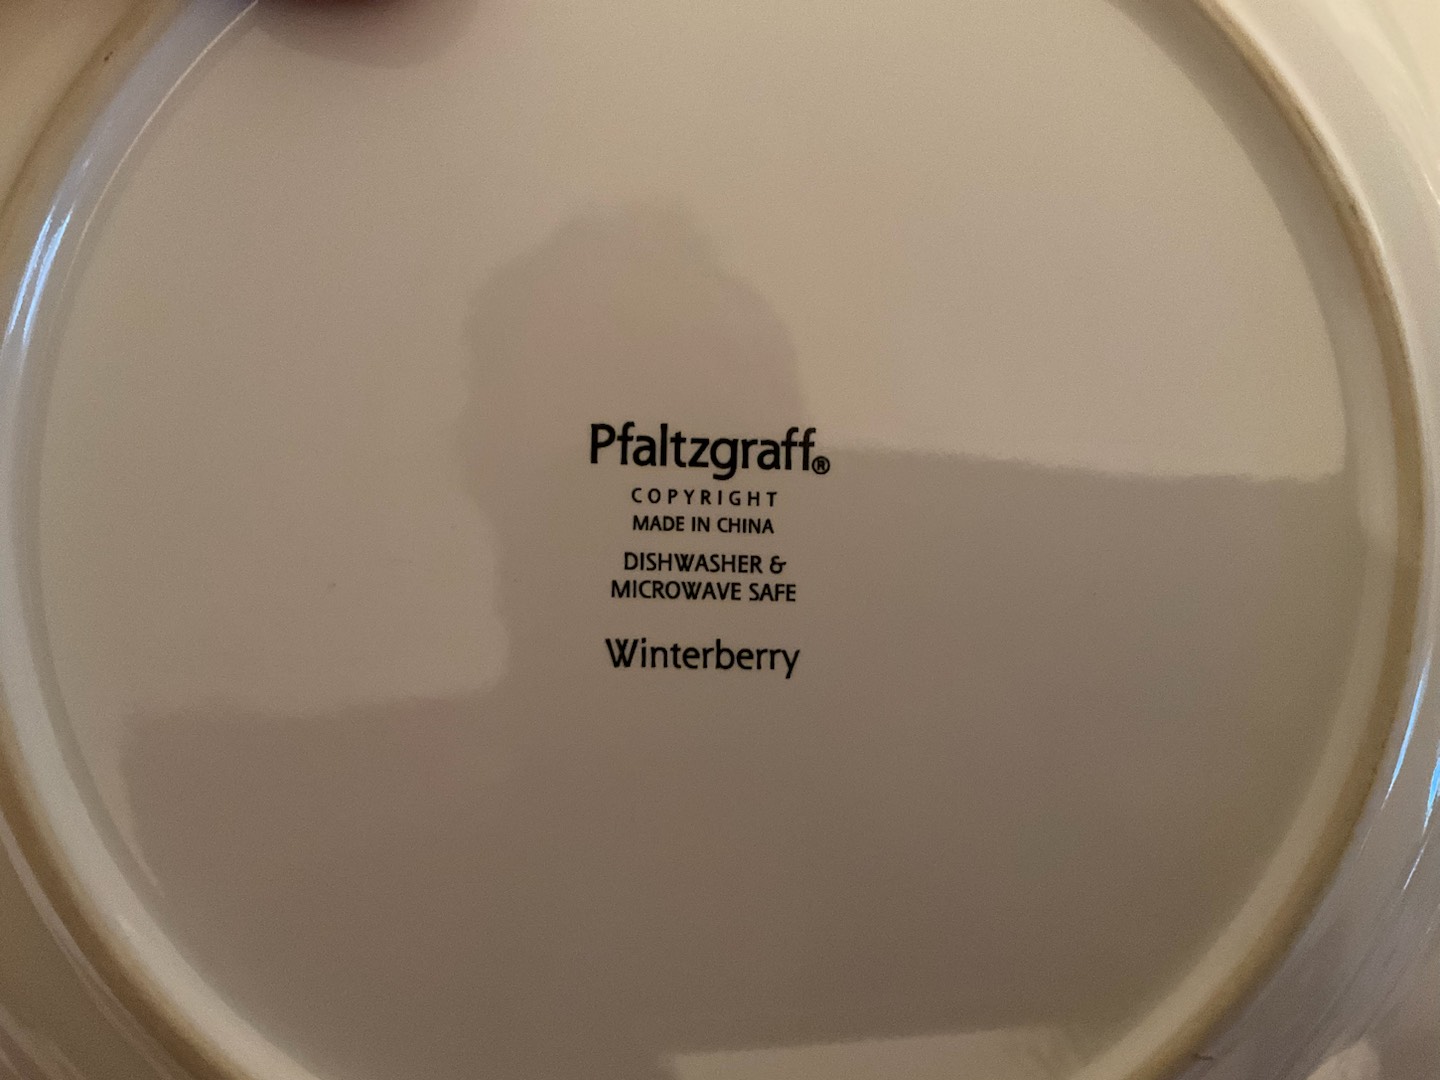 Pfaltzgraff®
COPYRIGHT
MADE IN CHINA
DISHWASHER &
MICROWAVE SAFE
Winterberry